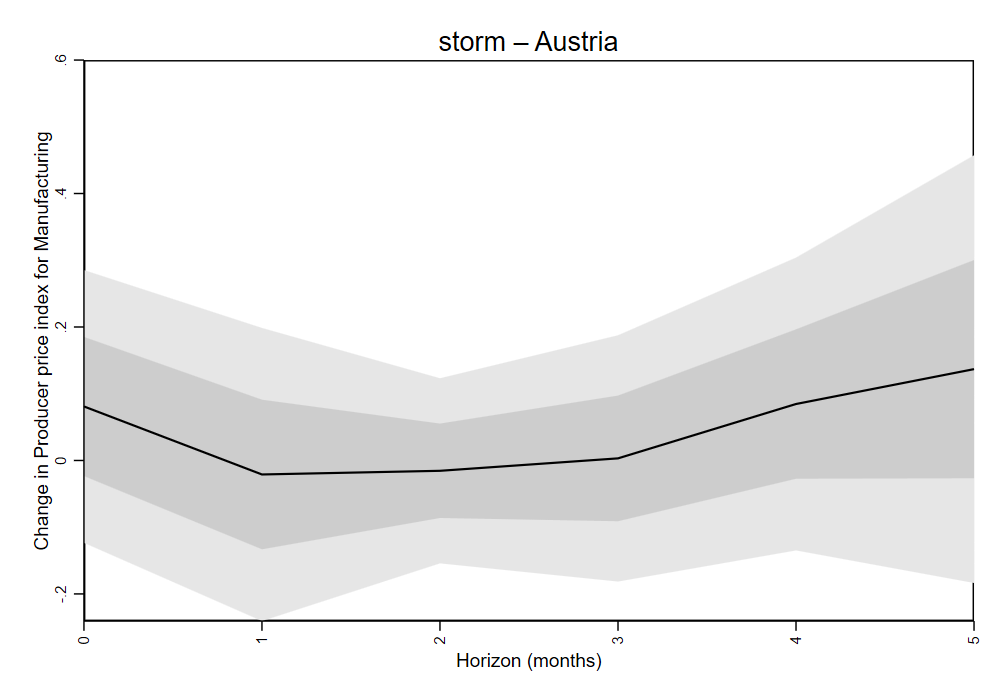 storm – Austria
Change in Producer price index for Manufacturing
.6
.4
.2
0
-.2
0 1 2 3 4 5
Horizon (months)